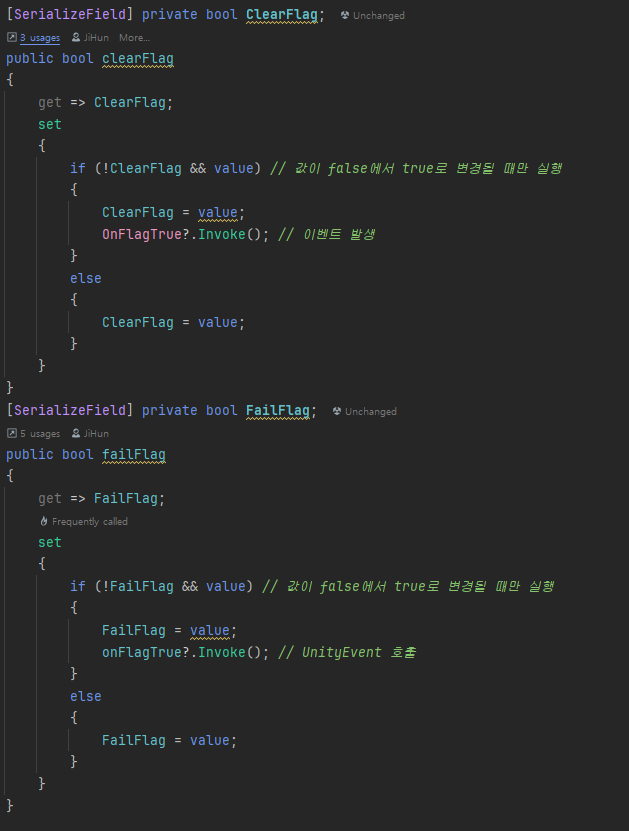 [SerializeField] private bool ClearFlag; Unchanged
3 usages JiHun More...
public bool clearFlag
{
get => ClearFlag;
set
{
if (!ClearFlag && value) // 값이 false에서 true로 변경될 때만 실행
{
ClearFlag = value;
OnFlagTrue?.Invoke(); // 이벤트 발생
}
else
{
ClearFlag = value;
}
}
}
[SerializeField] private bool FailFlag; Unchanged
5 usages JiHun
public bool failFlag
{
get => FailFlag;
Frequently called
set
{
if (!FailFlag && value) // 값이 false에서 true로 변경될 때만 실행
{
FailFlag = value;
onFlagTrue?.Invoke(); // UnityEvent 호출
}
else
{
FailFlag = value;
}
}
}